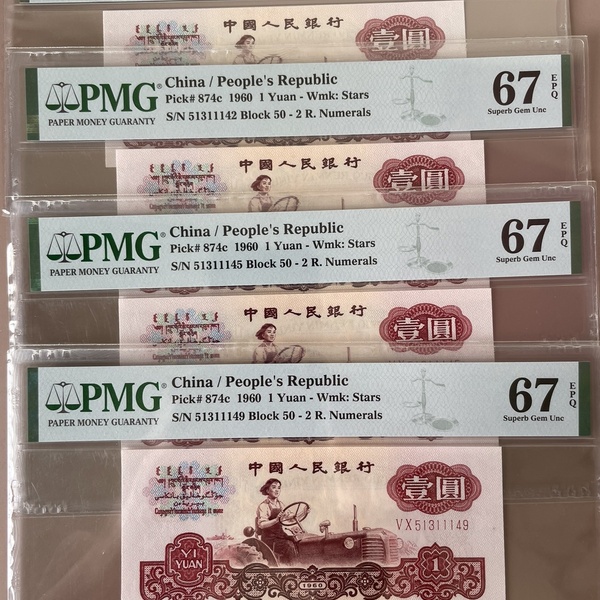 中國人民銀行
壹圓
PMG®
PAPER MONEY GUARANTY
China / People's Republic
Pick# 874c 1960 1 Yuan - Wmk: Stars
S/N 51311142 Block 50 - 2 R. Numerals
67 EPQ
Superb Gem Unc
中國人民銀行
壹圓
PMG®
PAPER MONEY GUARANTY
China / People's Republic
Pick# 874c 1960 1 Yuan - Wmk: Stars
S/N 51311145 Block 50 - 2 R. Numerals
67 EPQ
Superb Gem Unc
中國人民銀行
壹圓
PMG®
PAPER MONEY GUARANTY
China / People's Republic
Pick# 874c 1960 1 Yuan - Wmk: Stars
S/N 51311149 Block 50 - 2 R. Numerals
67 EPQ
Superb Gem Unc
中國人民銀行
壹圓
VX51311149
YI
YUAN
1960
1